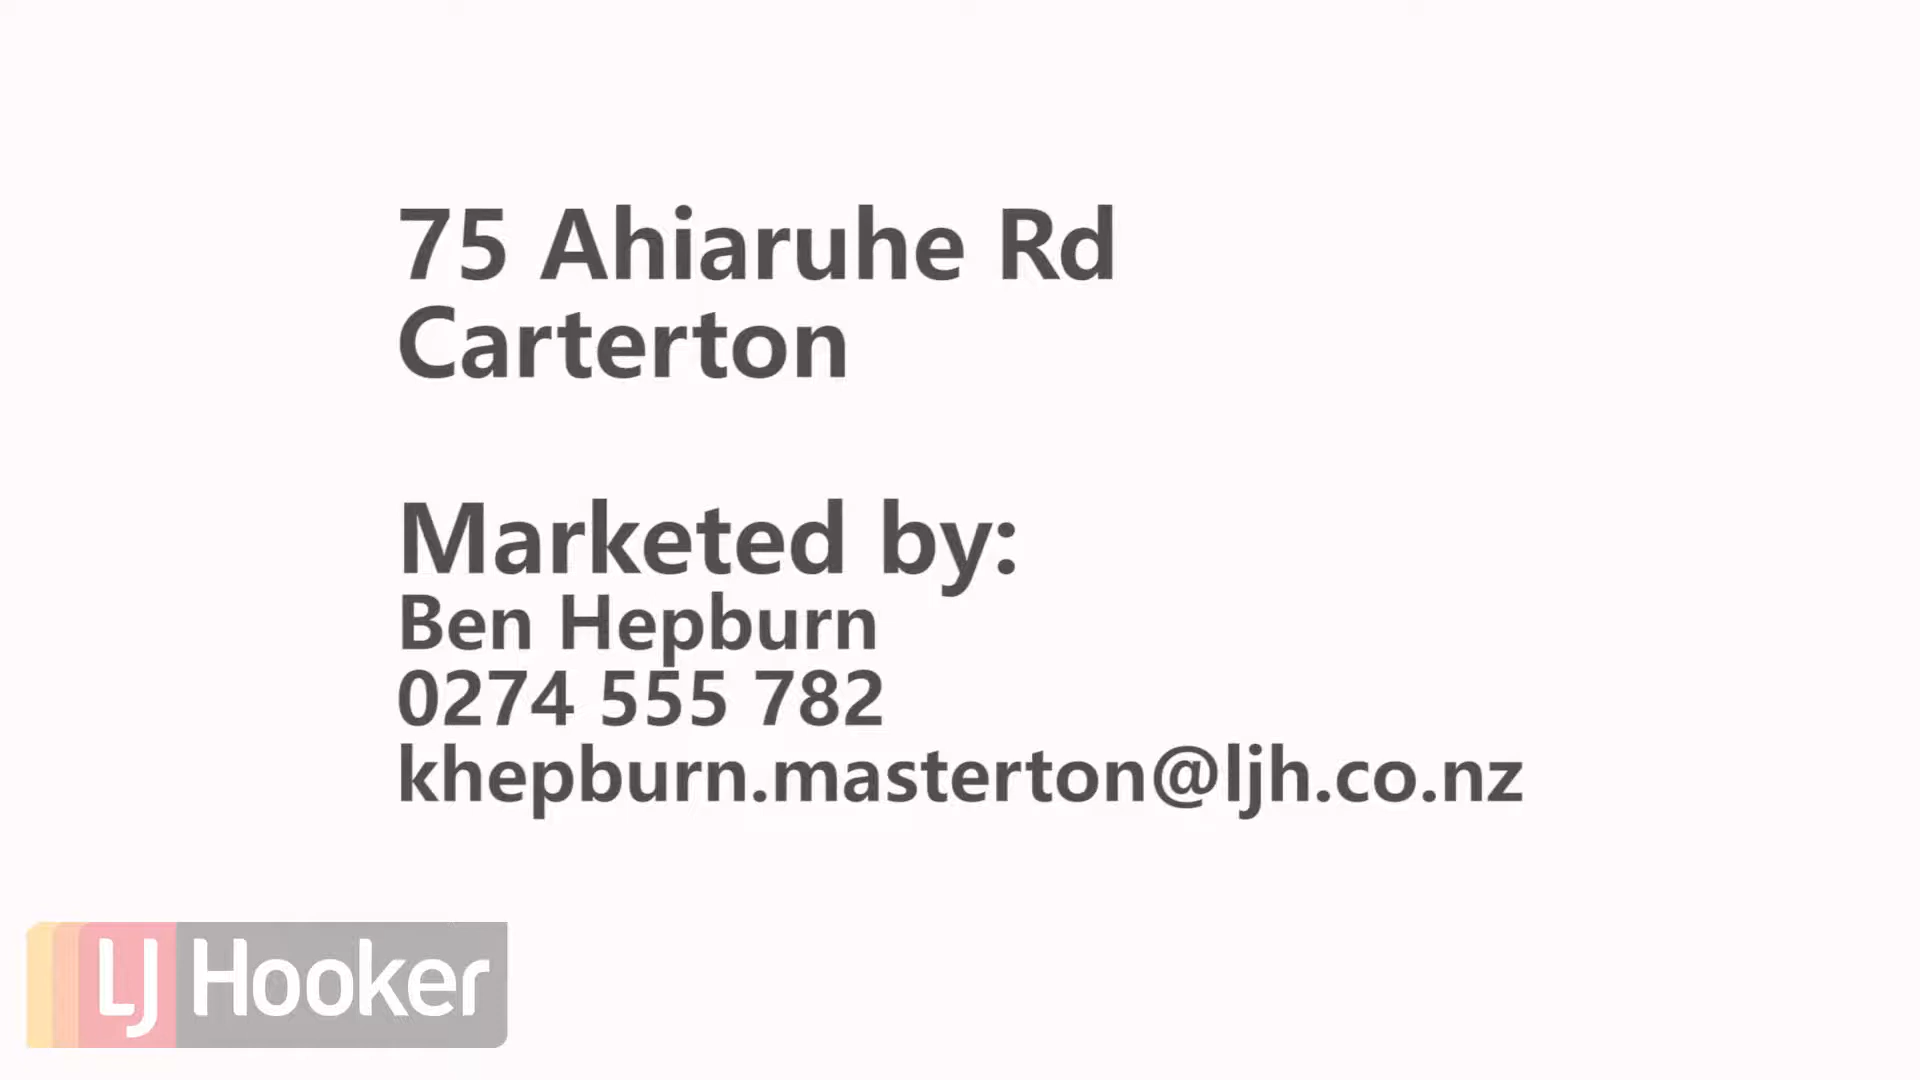 75 Ahiaruhe Rd
Carterton
Marketed by:
Ben Hepburn
0274 555 782
khepburn.masterton@ljh.co.nz
LJ Hooker